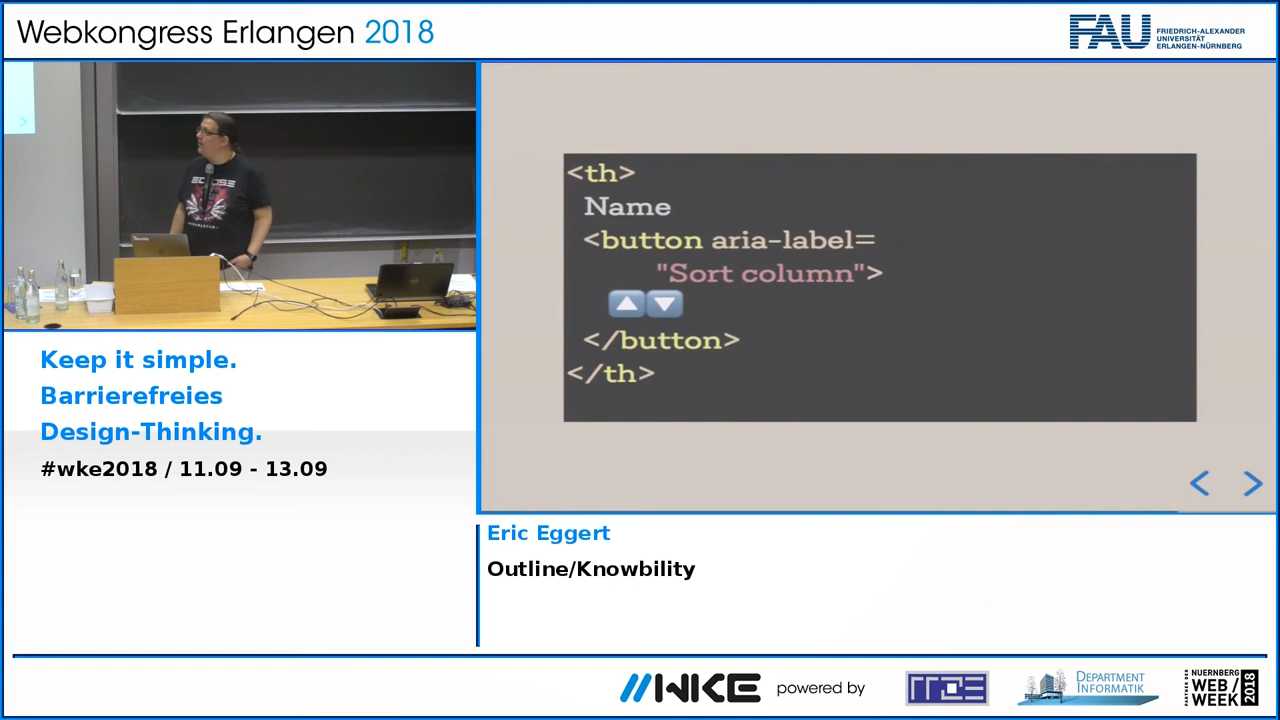 Webkongress Erlangen 2018
FAU
FRIEDRICH-ALEXANDER
UNIVERSITÄT
ERLANGEN-NÜRNBERG
<th>
Name
<button aria-label=
"Sort column">
🔼🔽
</button>
</th>
Keep it simple.
Barrierefreies
Design-Thinking.
#wke2018 / 11.09 - 13.09
Eric Eggert
Outline/Knowbility
WKE
powered by
RRZE
DEPARTMENT
INFORMATIK
PARTNER DER
NUERNBERG
WEB/
WEEK
2018